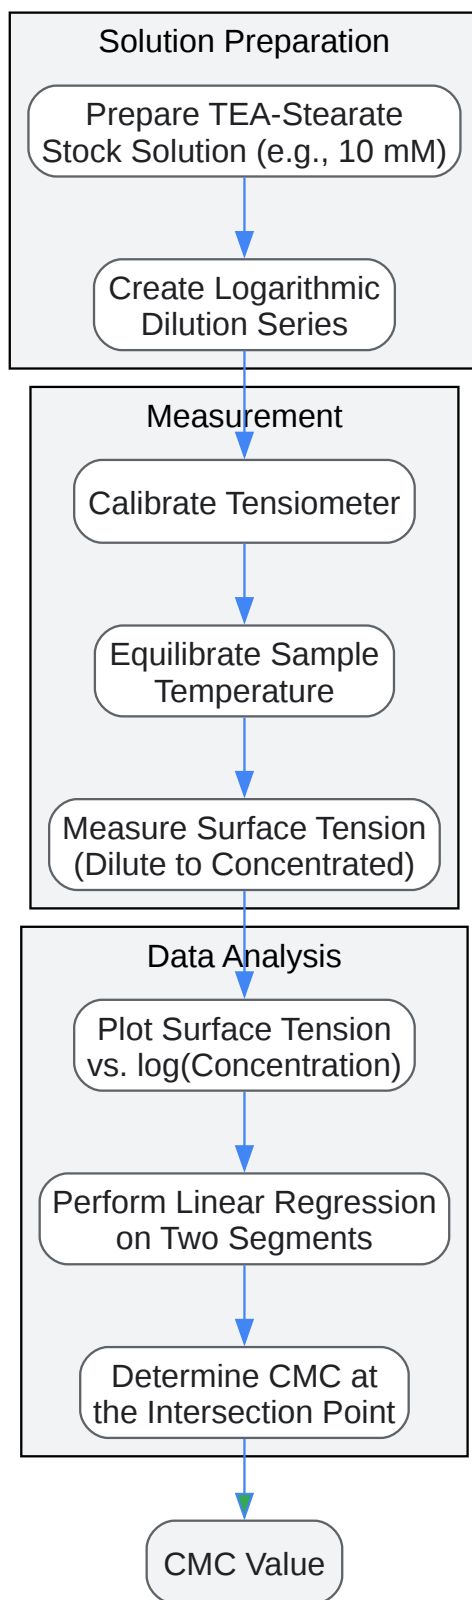 Solution Preparation
Prepare TEA-Stearate
Stock Solution (e.g., 10 mM)
Create Logarithmic
Dilution Series
Measurement
Calibrate Tensiometer
Equilibrate Sample
Temperature
Measure Surface Tension
(Dilute to Concentrated)
Data Analysis
Plot Surface Tension
vs. log(Concentration)
Perform Linear Regression
on Two Segments
Determine CMC at
the Intersection Point
CMC Value